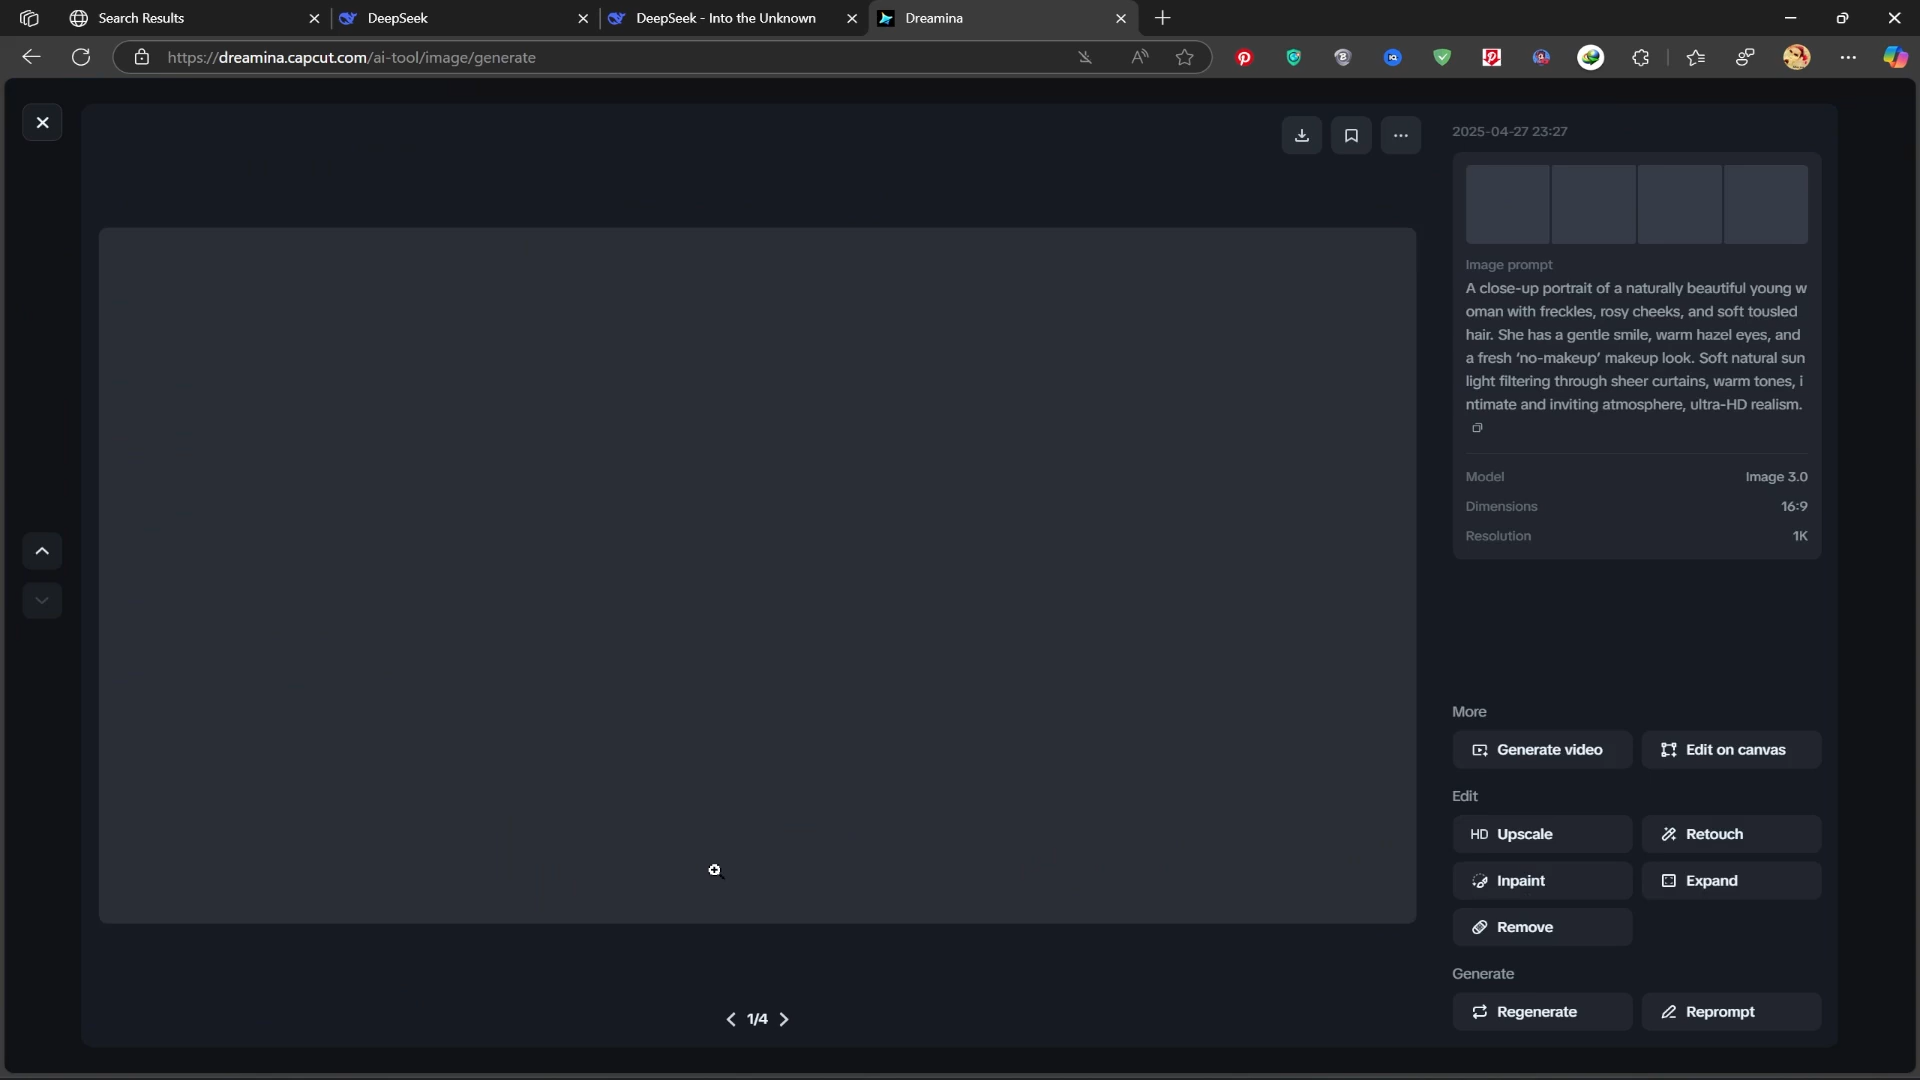 Search Results
DeepSeek
DeepSeek - Into the Unknown
Dreamina
https://dreamina.capcut.com/ai-tool/image/generate
2025-04-27 23:27
Image prompt
A close-up portrait of a naturally beautiful young w
oman with freckles, rosy cheeks, and soft tousled
hair. She has a gentle smile, warm hazel eyes, and
a fresh ‘no-makeup’ makeup look. Soft natural sun
light filtering through sheer curtains, warm tones, i
ntimate and inviting atmosphere, ultra-HD realism.
Model Image 3.0
Dimensions 16:9
Resolution 1K
More
Generate video Edit on canvas
Edit
HD Upscale Retouch
Inpaint Expand
Remove
Generate
Regenerate Reprompt
1/4